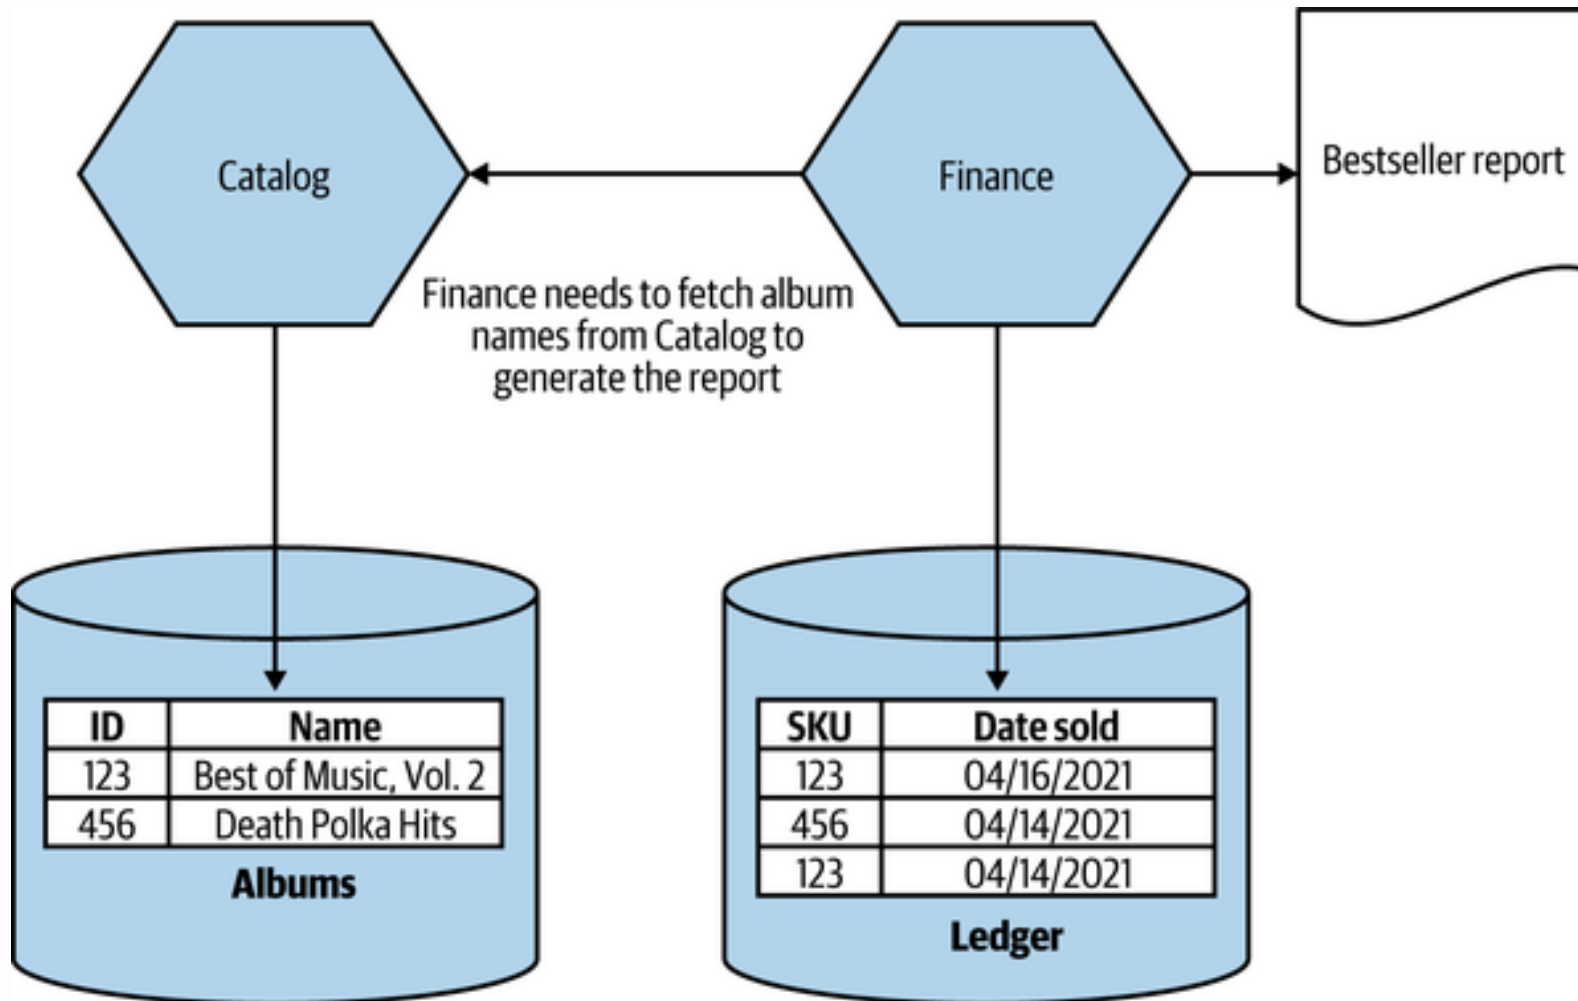 Catalog
Finance
Bestseller report
Finance needs to fetch album
names from Catalog to
generate the report
ID Name
123 Best of Music, Vol. 2
456 Death Polka Hits
Albums
SKU Date sold
123 04/16/2021
456 04/14/2021
123 04/14/2021
Ledger